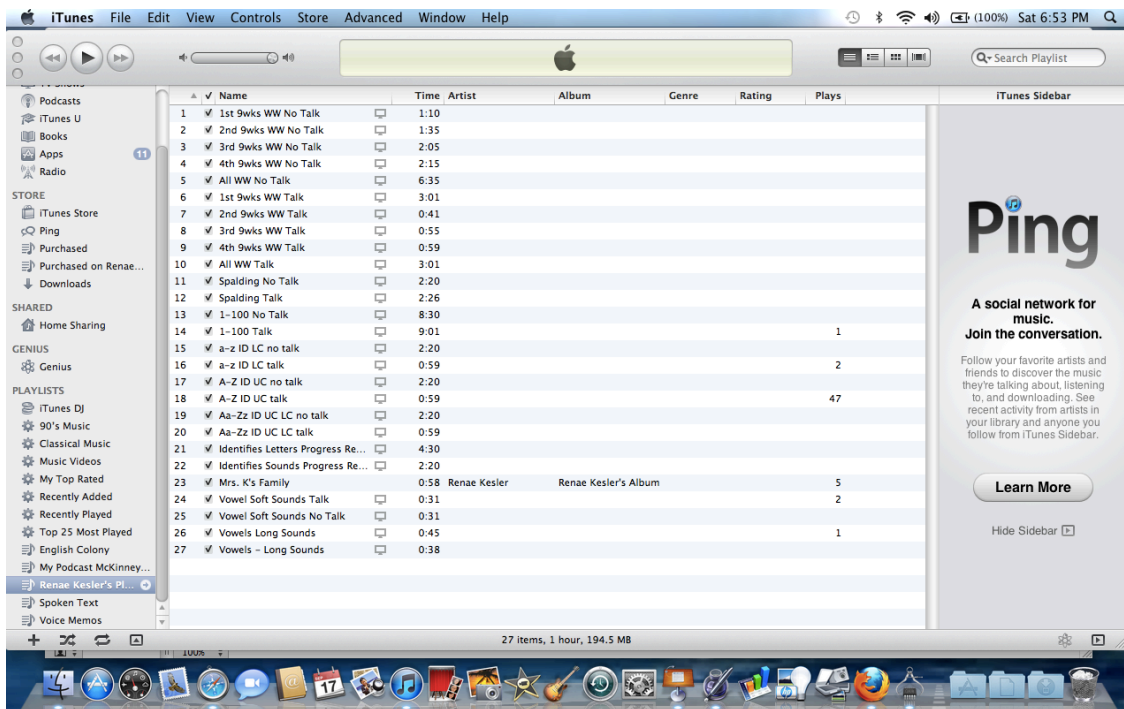 iTunes File Edit View Controls Store Advanced Window Help (100%) Sat 6:53 PM
Search Playlist
TV Shows
Podcasts
iTunes U
Books
Apps 11
Radio
STORE
iTunes Store
Ping
Purchased
Purchased on Renae...
Downloads
SHARED
Home Sharing
GENIUS
Genius
PLAYLISTS
iTunes DJ
90's Music
Classical Music
Music Videos
My Top Rated
Recently Added
Recently Played
Top 25 Most Played
English Colony
My Podcast McKinney...
Renae Kesler's Pl...
Spoken Text
Voice Memos
Name Time Artist Album Genre Rating Plays
1 1st 9wks WW No Talk 1:10
2 2nd 9wks WW No Talk 1:35
3 3rd 9wks WW No Talk 2:05
4 4th 9wks WW No Talk 2:15
5 All WW No Talk 6:35
6 1st 9wks WW Talk 3:01
7 2nd 9wks WW Talk 0:41
8 3rd 9wks WW Talk 0:55
9 4th 9wks WW Talk 0:59
10 All WW Talk 3:01
11 Spalding No Talk 2:20
12 Spalding Talk 2:26
13 1-100 No Talk 8:30
14 1-100 Talk 9:01 1
15 a-z ID LC no talk 2:20
16 a-z ID LC talk 0:59 2
17 A-Z ID UC no talk 2:20
18 A-Z ID UC talk 0:59 47
19 Aa-Zz ID UC LC no talk 2:20
20 Aa-Zz ID UC LC talk 0:59
21 Identifies Letters Progress Re... 4:30
22 Identifies Sounds Progress Re... 2:20
23 Mrs. K's Family 0:58 Renae Kesler Renae Kesler's Album 5
24 Vowel Soft Sounds Talk 0:31 2
25 Vowel Soft Sounds No Talk 0:31
26 Vowels Long Sounds 0:45 1
27 Vowels - Long Sounds 0:38
iTunes Sidebar
Ping
A social network for
music.
Join the conversation.
Follow your favorite artists and
friends to discover the music
they're talking about, listening
to, and downloading. See
recent activity from artists in
your library and anyone you
follow from iTunes Sidebar.
Learn More
Hide Sidebar
27 items, 1 hour, 194.5 MB
100%
17